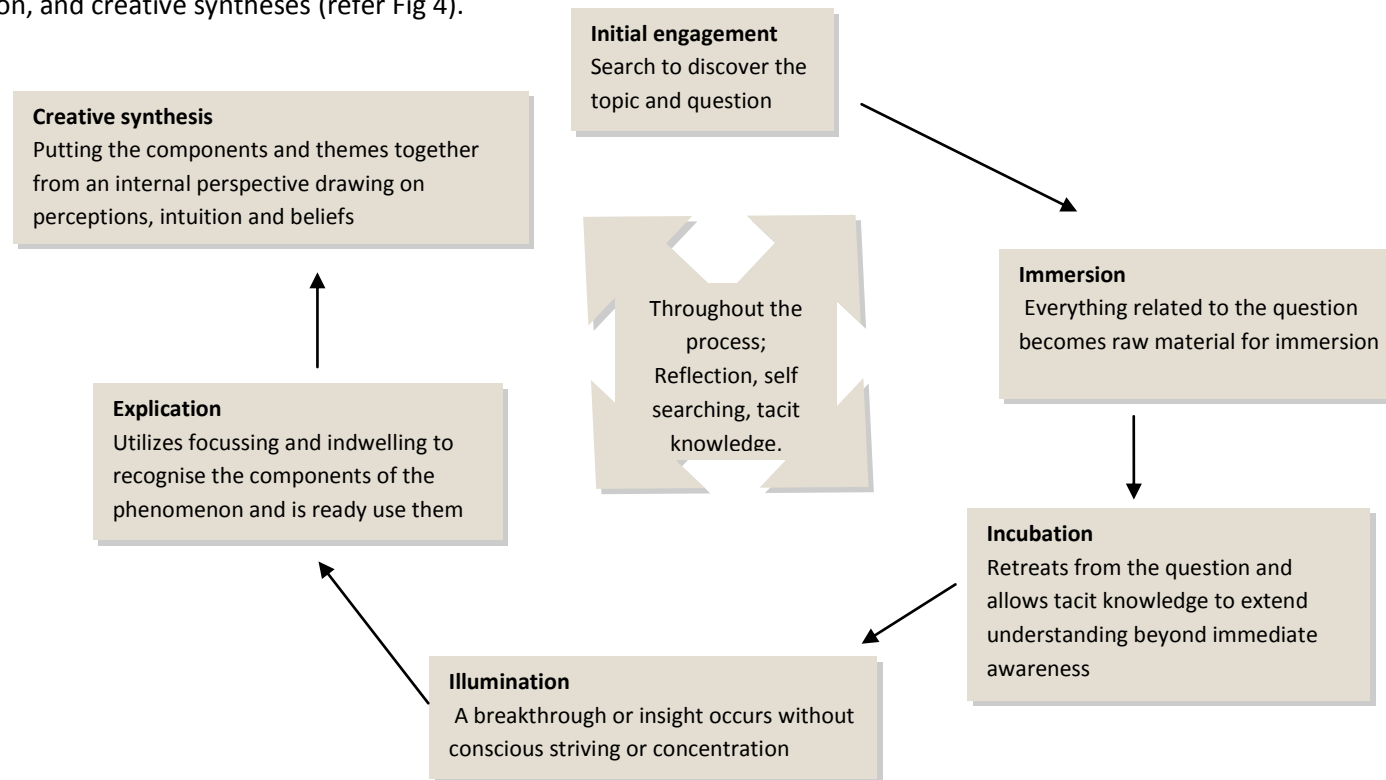 on, and creative syntheses (refer Fig 4).
Initial engagement
Search to discover the
topic and question
Immersion
Everything related to the question
becomes raw material for immersion
Incubation
Retreats from the question and
allows tacit knowledge to extend
understanding beyond immediate
awareness
Illumination
A breakthrough or insight occurs without
conscious striving or concentration
Explication
Utilizes focussing and indwelling to
recognise the components of the
phenomenon and is ready use them
Creative synthesis
Putting the components and themes together
from an internal perspective drawing on
perceptions, intuition and beliefs
Throughout the
process;
Reflection, self
searching, tacit
knowledge.